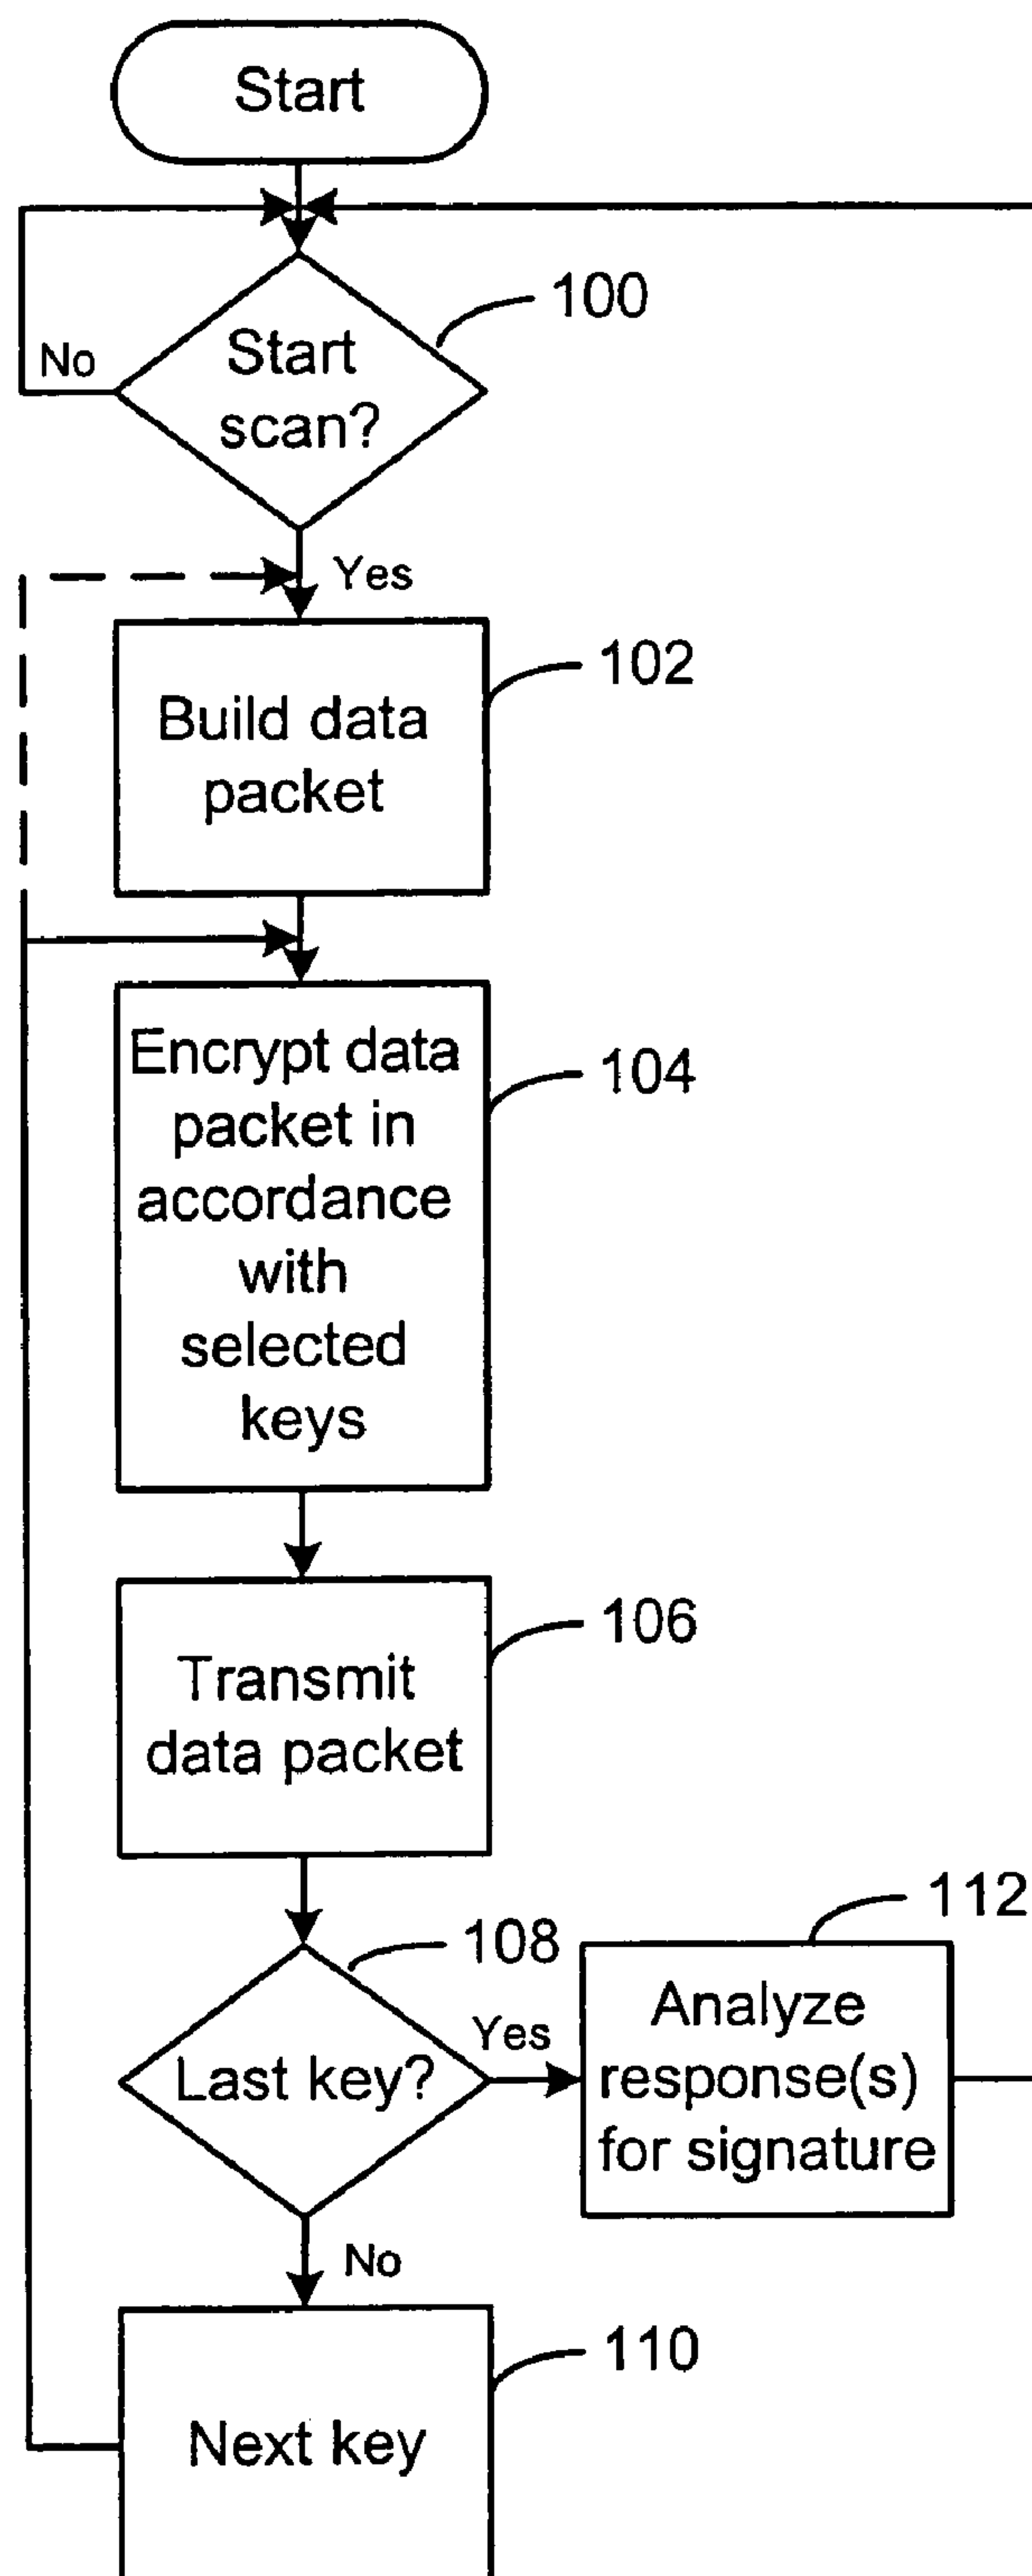 Start
100
No
Start
scan?
Yes
102
Build data
packet
104
Encrypt data
packet in
accordance
with
selected
keys
106
Transmit
data packet
112
108
Yes
Analyze
response(s)
for signature
Last key?
No
110
Next key